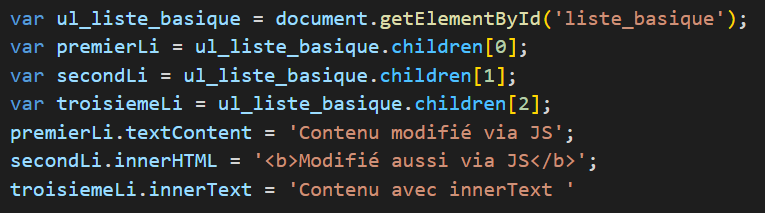 var ul_liste_basique = document.getElementById('liste_basique');
var premierLi = ul_liste_basique.children[0];
var secondLi = ul_liste_basique.children[1];
var troisiemeLi = ul_liste_basique.children[2];
premierLi.textContent = 'Contenu modifié via JS';
secondLi.innerHTML = '<b>Modifié aussi via JS</b>';
troisiemeLi.innerText = 'Contenu avec innerText '